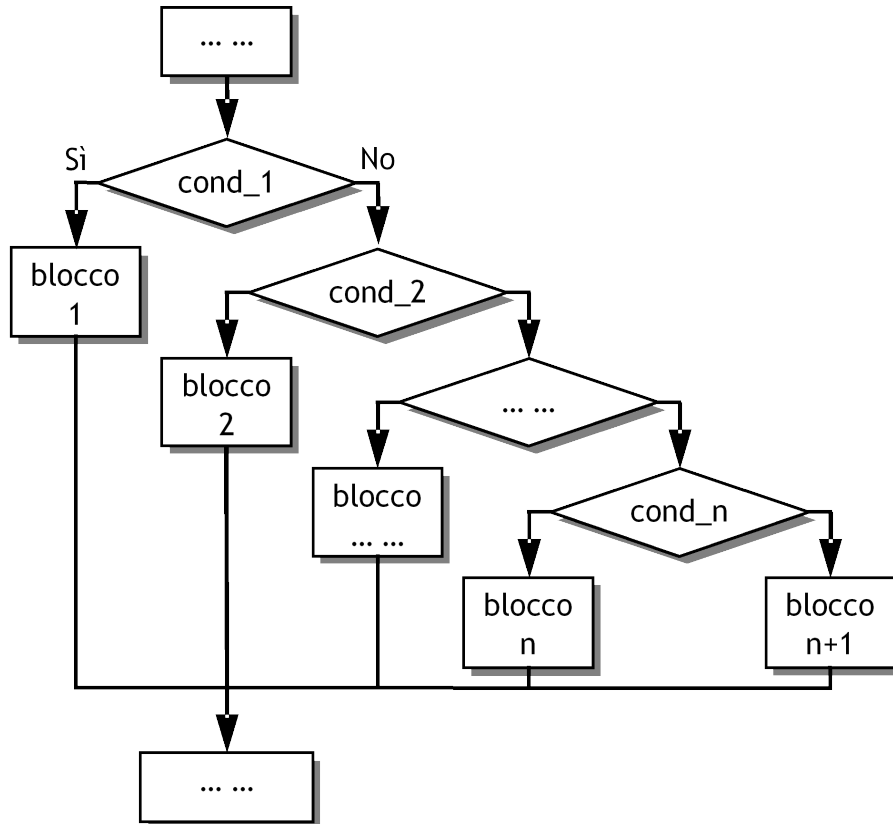 ... ...
Sì
No
cond_1
blocco
1
cond_2
blocco
2
... ...
blocco
... ...
cond_n
blocco
n
blocco
n+1
... ...